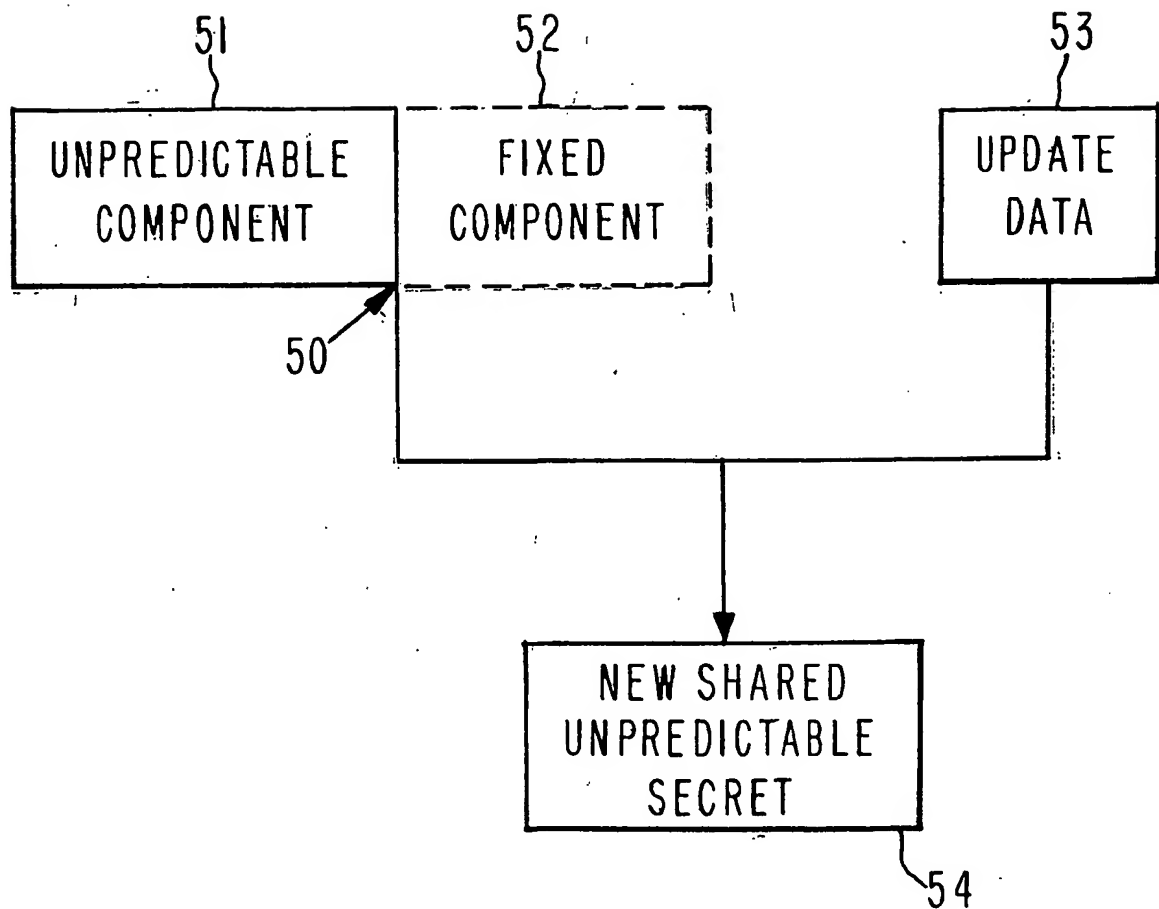 51
52
53
UNPREDICTABLE
COMPONENT
FIXED
COMPONENT
UPDATE
DATA
50
NEW SHARED
UNPREDICTABLE
SECRET
54